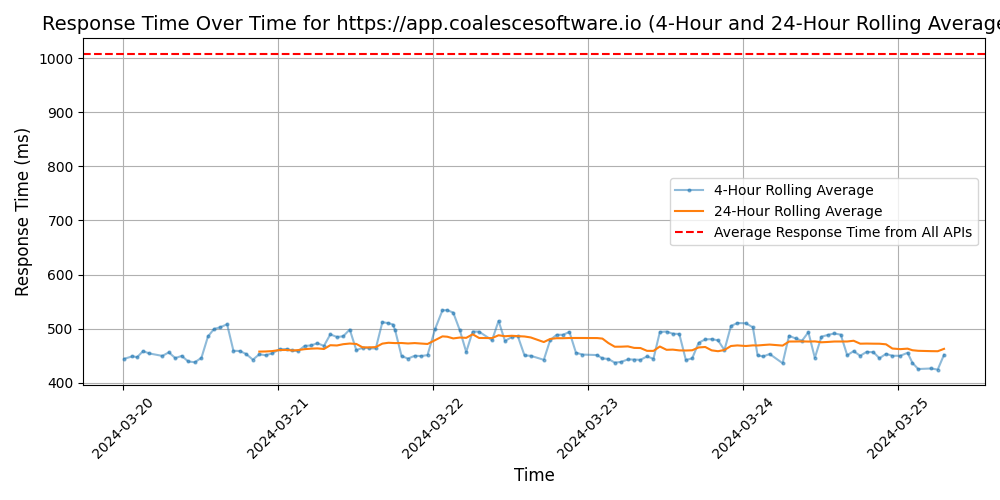 Response Time Over Time for https://app.coalescesoftware.io (4-Hour and 24-Hour Rolling Average
Response Time (ms)
1000
900
800
700
600
500
400
4-Hour Rolling Average
24-Hour Rolling Average
Average Response Time from All APIs
2024-03-20
2024-03-21
2024-03-22
2024-03-23
2024-03-24
2024-03-25
Time